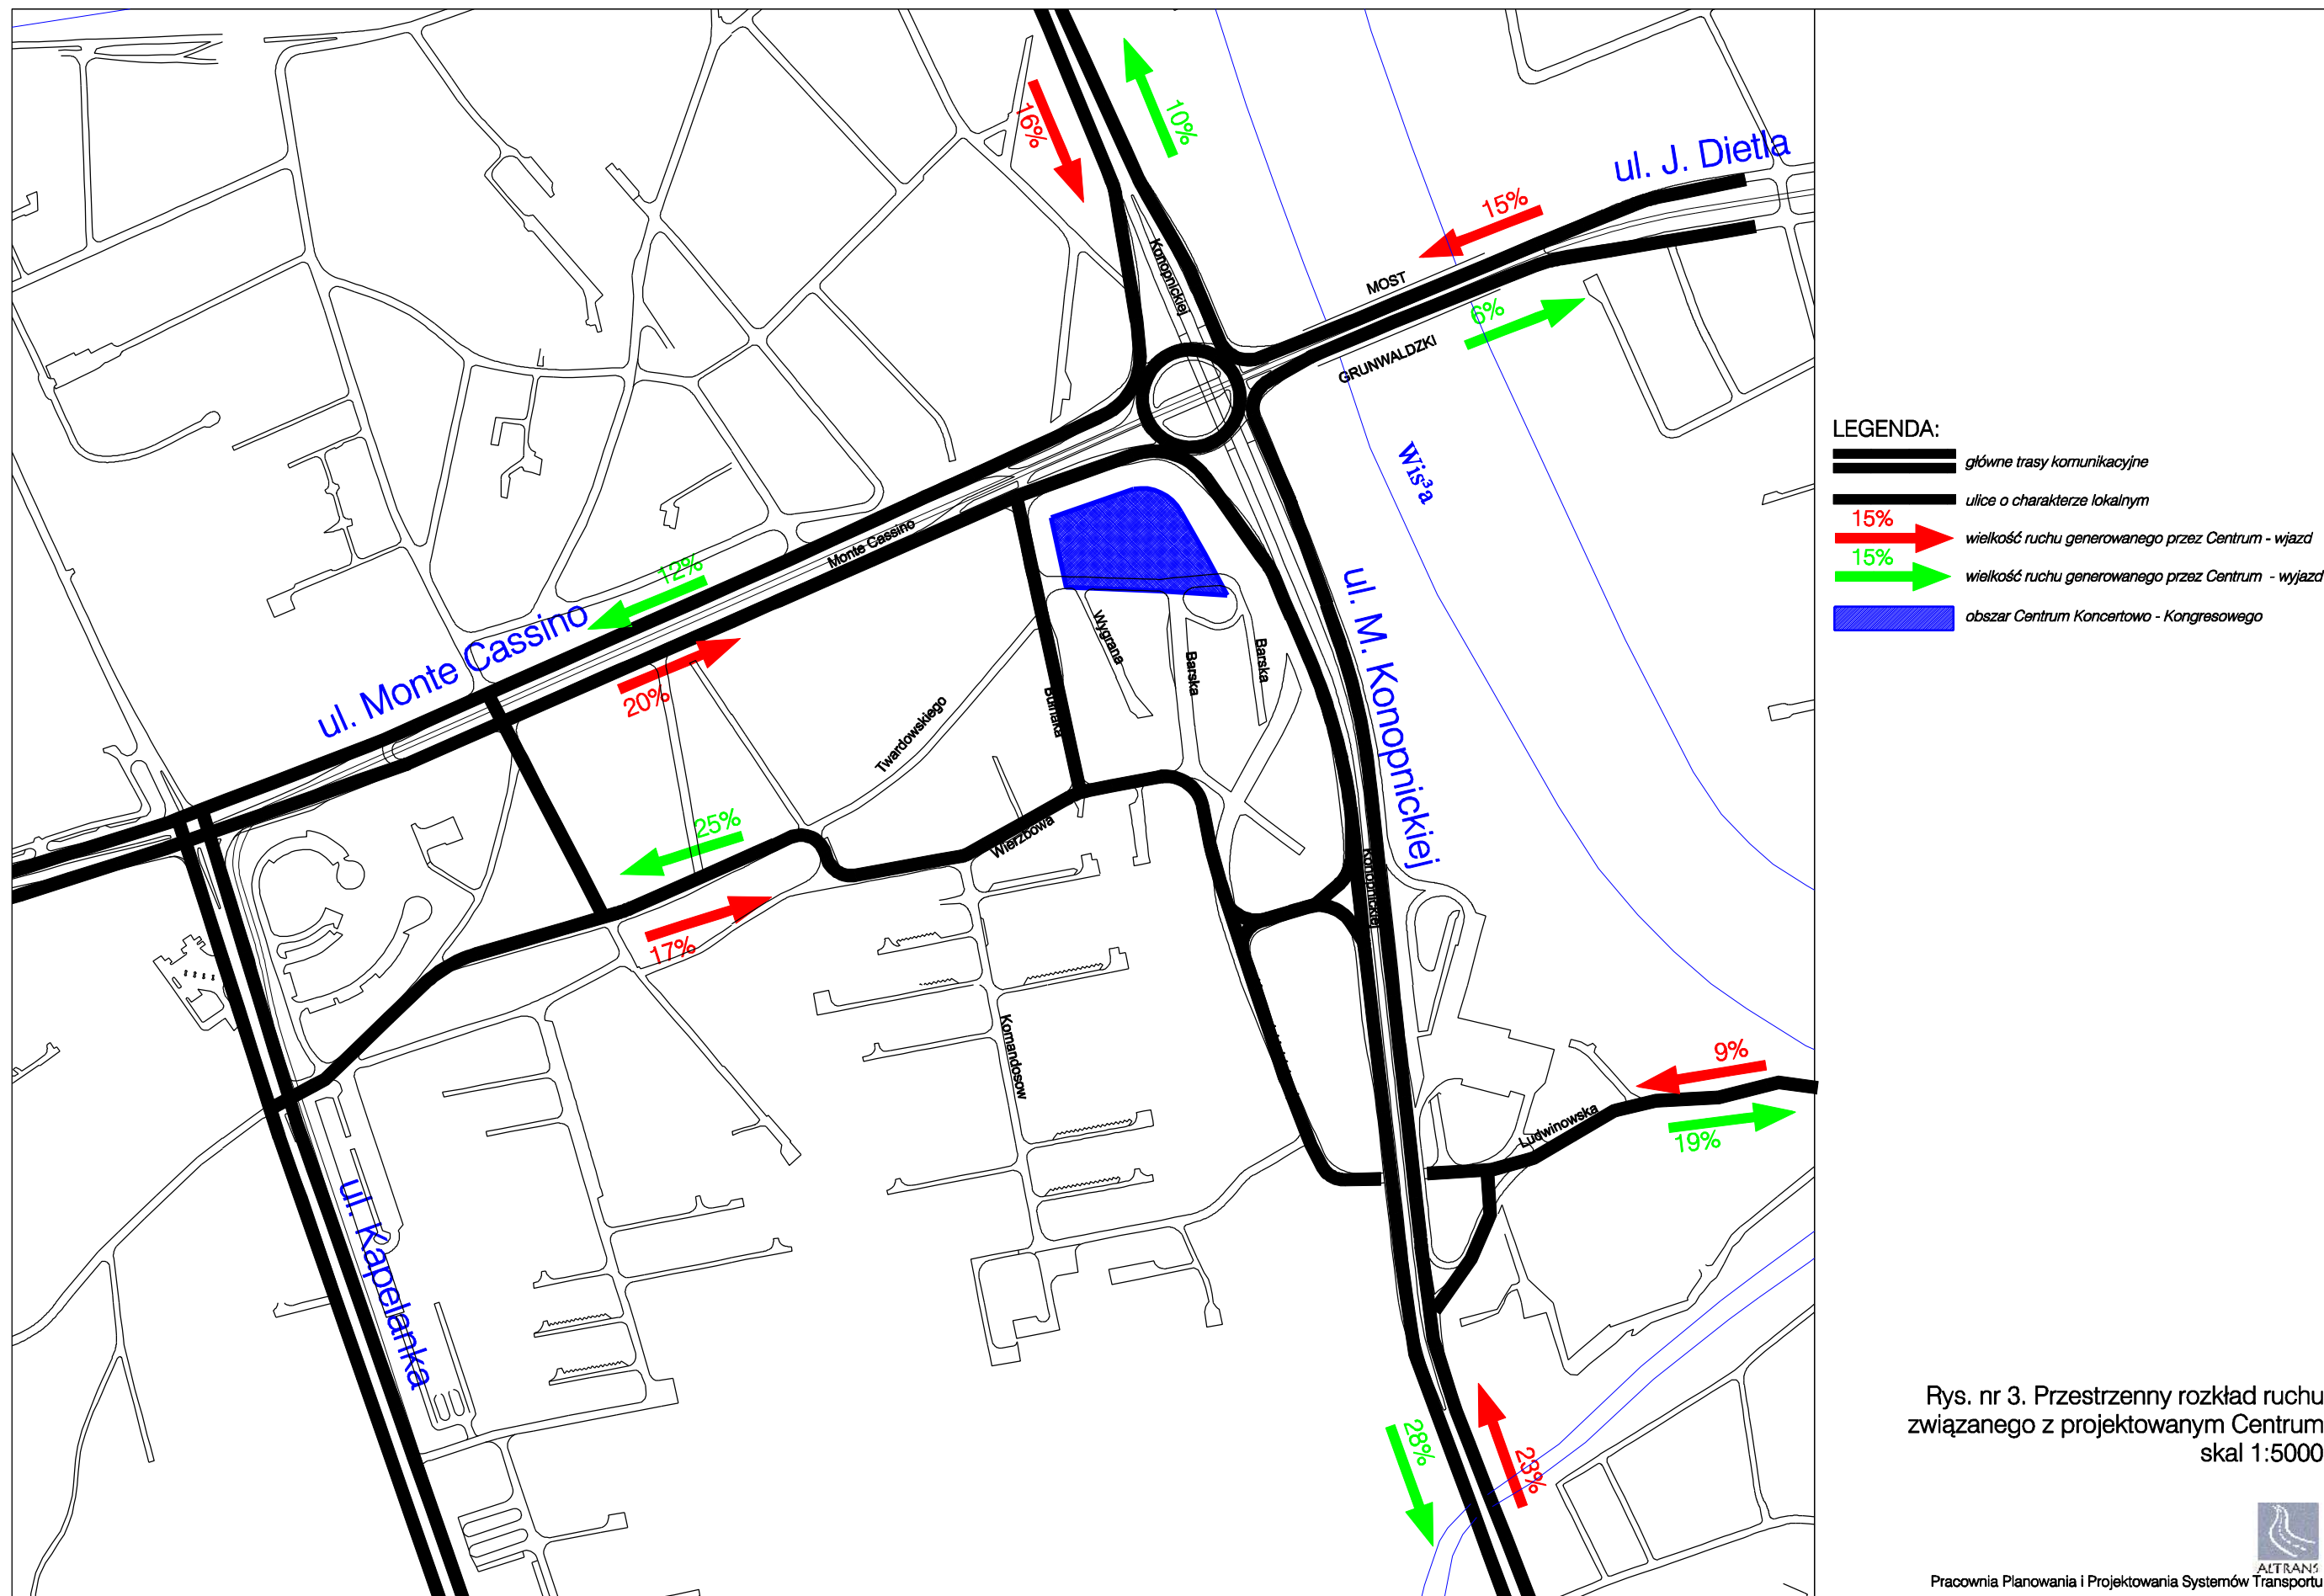 16%
10%
ul. J. Dietla
15%
Konopnickiej
MOST
6%
GRUNWALDZKI
Wis³a
Monte Cassino
12%
ul. Monte Cassino
20%
Wygrana
Barska
Barska
Twardowskiego
ul. M. Konopnickiej
25%
Wierzbowa
17%
Konopnickiej
Komandosow
9%
Ludwinowska
19%
ul. Kapelanka
28%
23%
LEGENDA:
główne trasy komunikacyjne
ulice o charakterze lokalnym
15%
wielkość ruchu generowanego przez Centrum - wjazd
15%
wielkość ruchu generowanego przez Centrum - wyjazd
obszar Centrum Koncertowo - Kongresowego
Rys. nr 3. Przestrzenny rozkład ruchu
związanego z projektowanym Centrum
skal 1:5000
ALTRANS
Pracownia Planowania i Projektowania Systemów Transportu